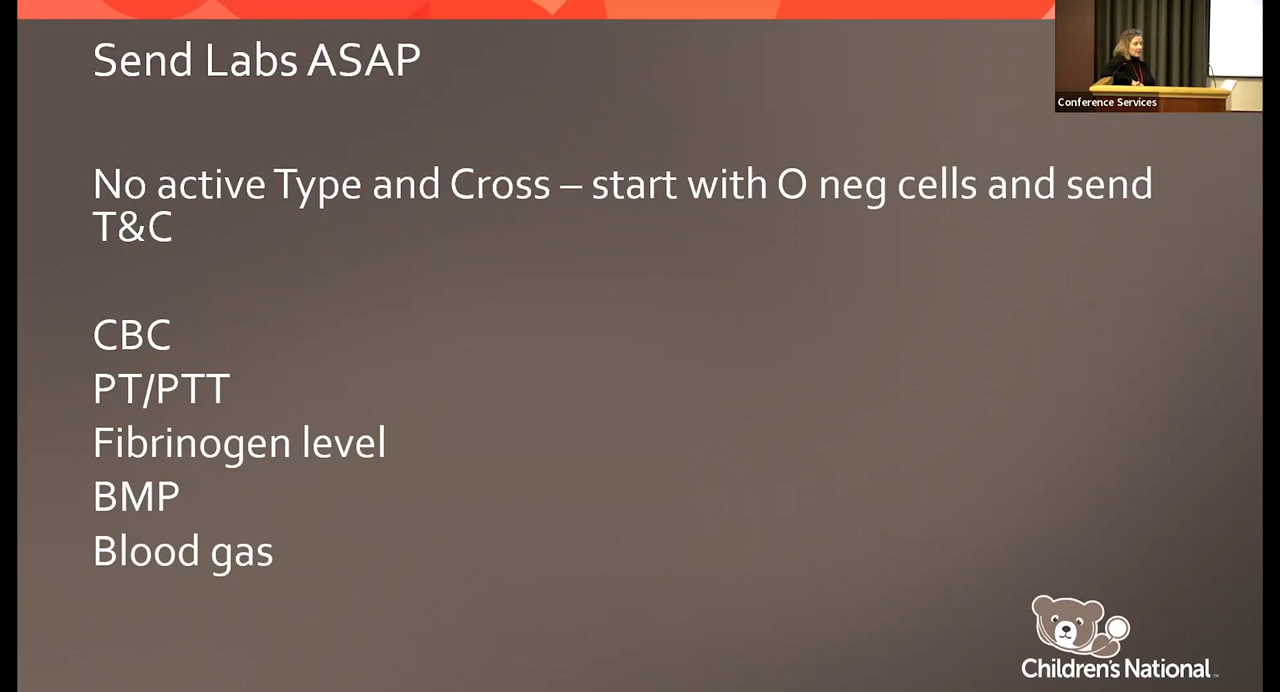 Send Labs ASAP
Conference Services
No active Type and Cross – start with O neg cells and send
T&C
CBC
PT/PTT
Fibrinogen level
BMP
Blood gas
Children's National™